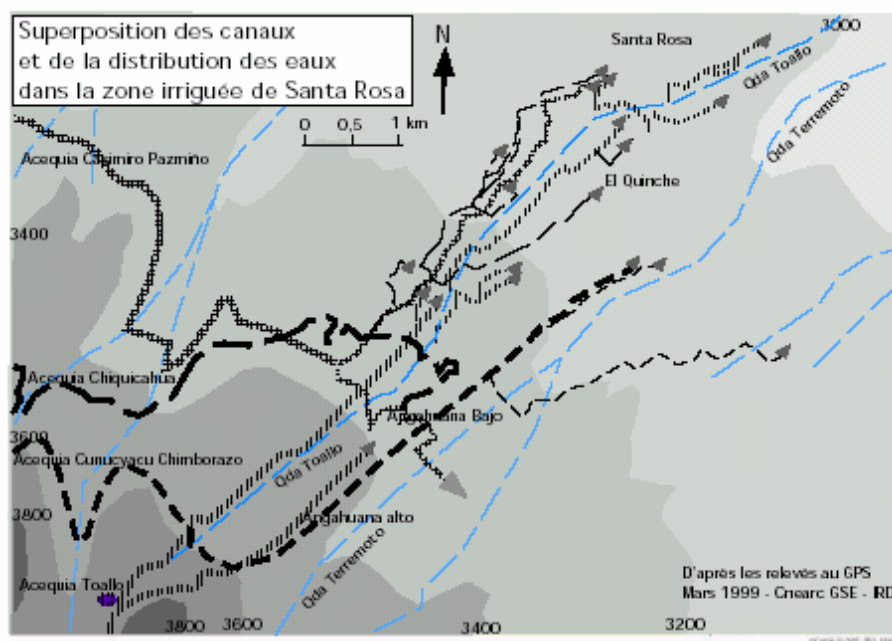 Superposition des canaux
et de la distribution des eaux
dans la zone irriguée de Santa Rosa
N
0 0,5 1 km
Santa Rosa
3000
Qda Toallo
Qda Terremoto
Acequia Casimiro Pazmiño
El Quinche
3400
Acequia Chiquicahua
Angahuana Bajo
3600
Acequia Cunucyacu Chimborazo
Qda Toallo
3800
Angahuana alto
Qda Terremoto
Acequia Toallo
D'après les relevés au GPS
Mars 1999 - Cnearc GSE - IRD
3800 3600 3400 3200